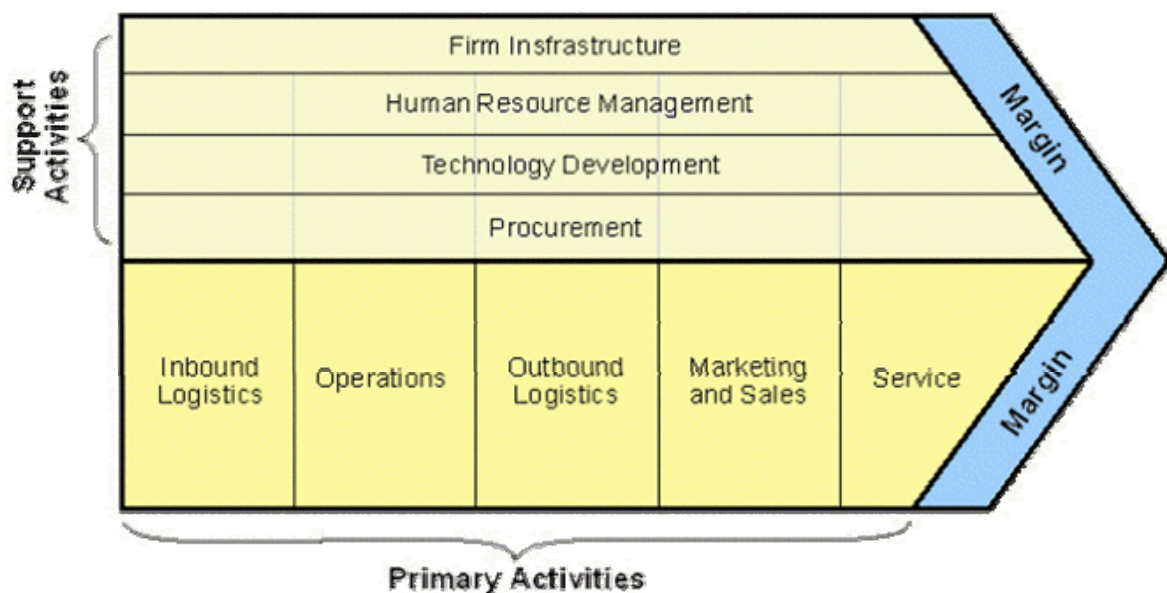 Support
Activities
Firm Insfrastructure
Human Resource Management
Technology Development
Procurement
Margin
Inbound
Logistics
Operations
Outbound
Logistics
Marketing
and Sales
Service
Margin
Primary Activities